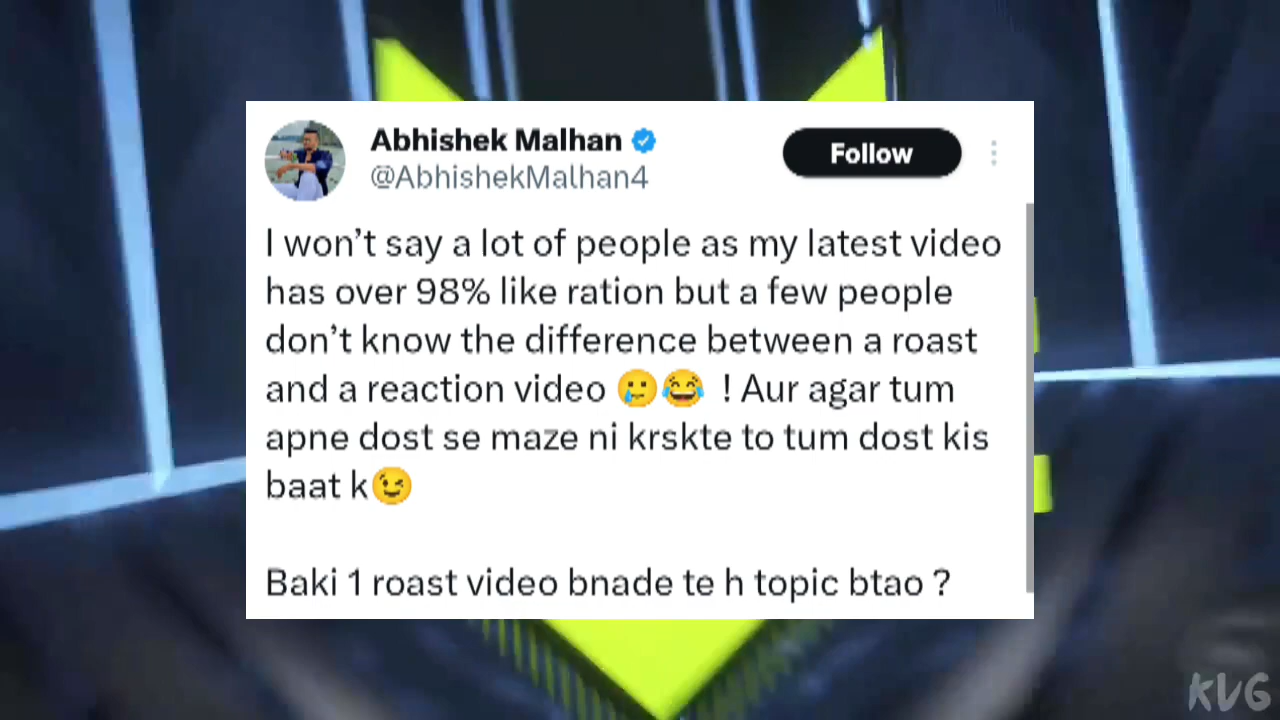 Abhishek Malhan
Follow
@AbhishekMalhan4
I won’t say a lot of people as my latest video
has over 98% like ration but a few people
don’t know the difference between a roast
and a reaction video 🥲😂 ! Aur agar tum
apne dost se maze ni krskte to tum dost kis
baat k😉
Baki 1 roast video bnade te h topic btao ?
KVG